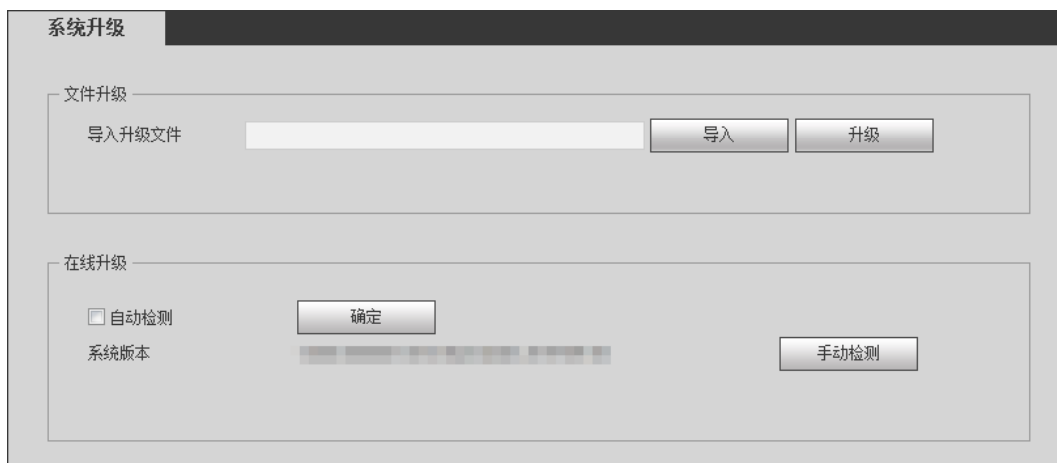 系统升级
文件升级
导入升级文件 导入 升级
在线升级
自动检测 确定
系统版本 手动检测